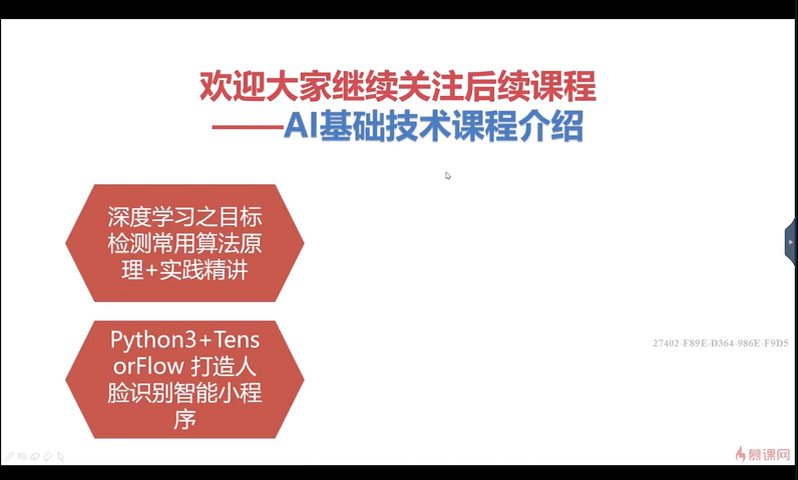 欢迎大家继续关注后续课程
——AI基础技术课程介绍
深度学习之目标
检测常用算法原
理+实践精讲
Python3+Tens
orFlow 打造人
脸识别智能小程
序
27402-F89E-D364-986E-F9D5
慕课网